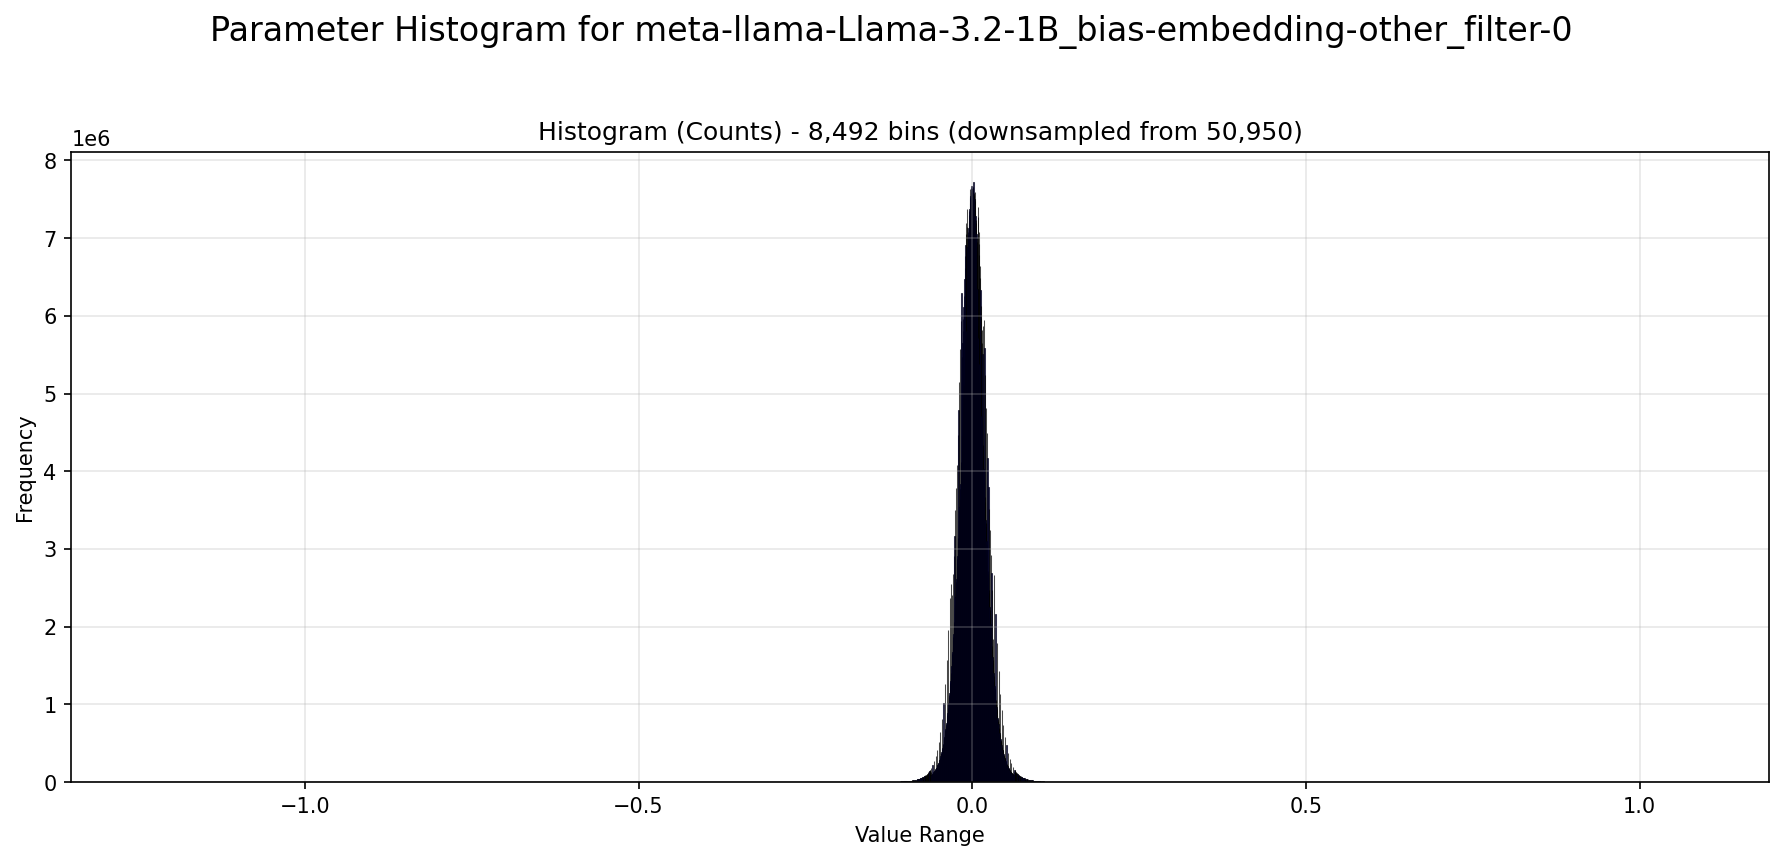 Parameter Histogram for meta-llama-Llama-3.2-1B_bias-embedding-other_filter-0
Histogram (Counts) - 8,492 bins (downsampled from 50,950)
1e6
8
7
6
5
4
3
2
1
0
Frequency
−1.0
−0.5
0.0
0.5
1.0
Value Range